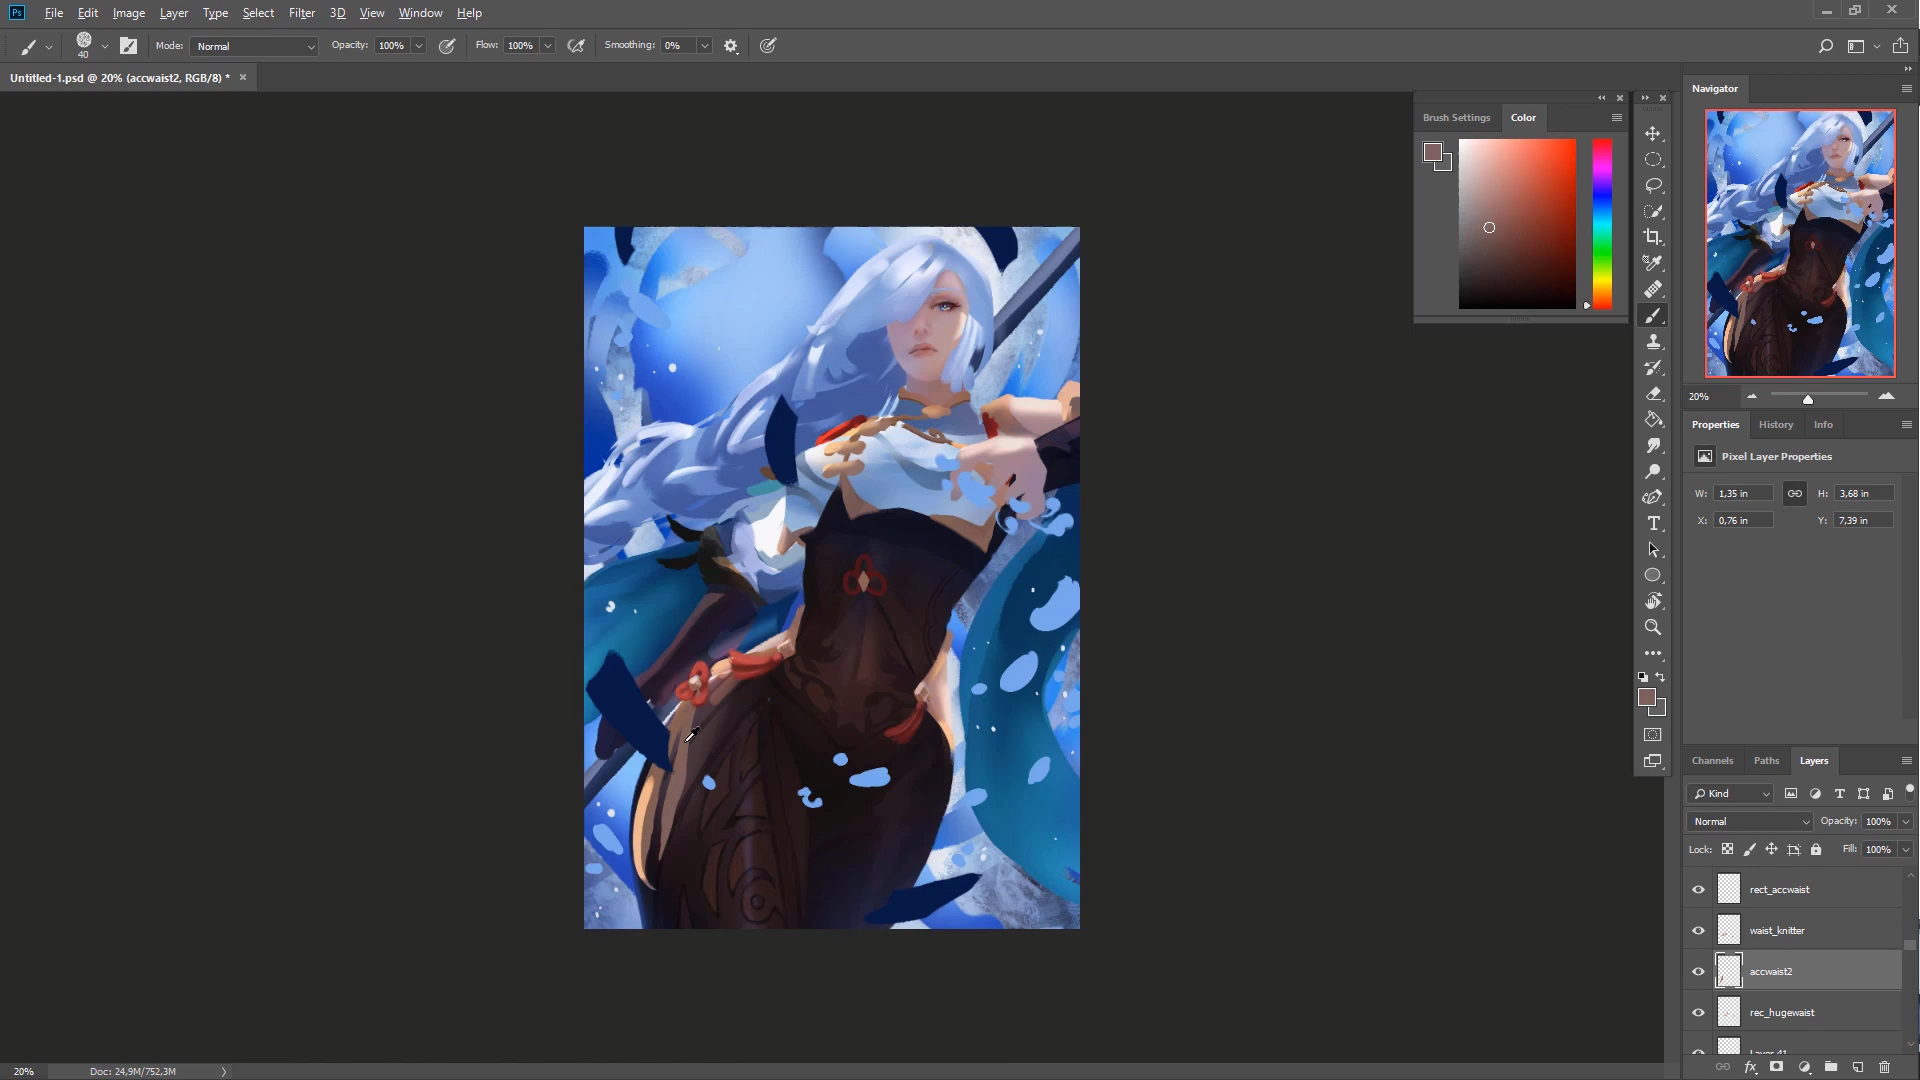 Ps File Edit Image Layer Type Select Filter 3D View Window Help
40 Mode: Normal Opacity: 100% Flow: 100% Smoothing: 0%
Untitled-1.psd @ 20% (accwaist2, RGB/8) *
Brush Settings Color
Navigator
20%
Properties History Info
Pixel Layer Properties
W: 1,35 in H: 3,68 in
X: 0,76 in Y: 7,39 in
Channels Paths Layers
Kind
Normal Opacity: 100%
Lock: Fill: 100%
rect_accwaist
waist_knitter
accwaist2
rec_hugewaist
Layer 41
20% Doc: 24,9M/752,3M